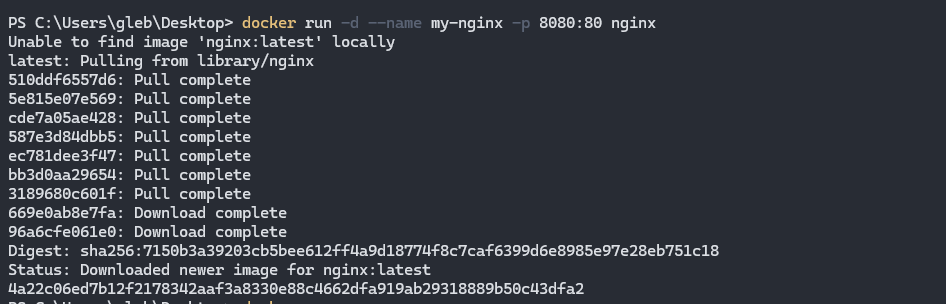 PS C:\Users\gleb\Desktop> docker run -d --name my-nginx -p 8080:80 nginx
Unable to find image 'nginx:latest' locally
latest: Pulling from library/nginx
510ddf6557d6: Pull complete
5e815e07e569: Pull complete
cde7a05ae428: Pull complete
587e3d84dbb5: Pull complete
ec781dee3f47: Pull complete
bb3d0aa29654: Pull complete
3189680c601f: Pull complete
669e0ab8e7fa: Download complete
96a6cfe061e0: Download complete
Digest: sha256:7150b3a39203cb5bee612ff4a9d18774f8c7caf6399d6e8985e97e28eb751c18
Status: Downloaded newer image for nginx:latest
4a22c06ed7b12f2178342aaf3a8330e88c4662dfa919ab29318889b50c43dfa2